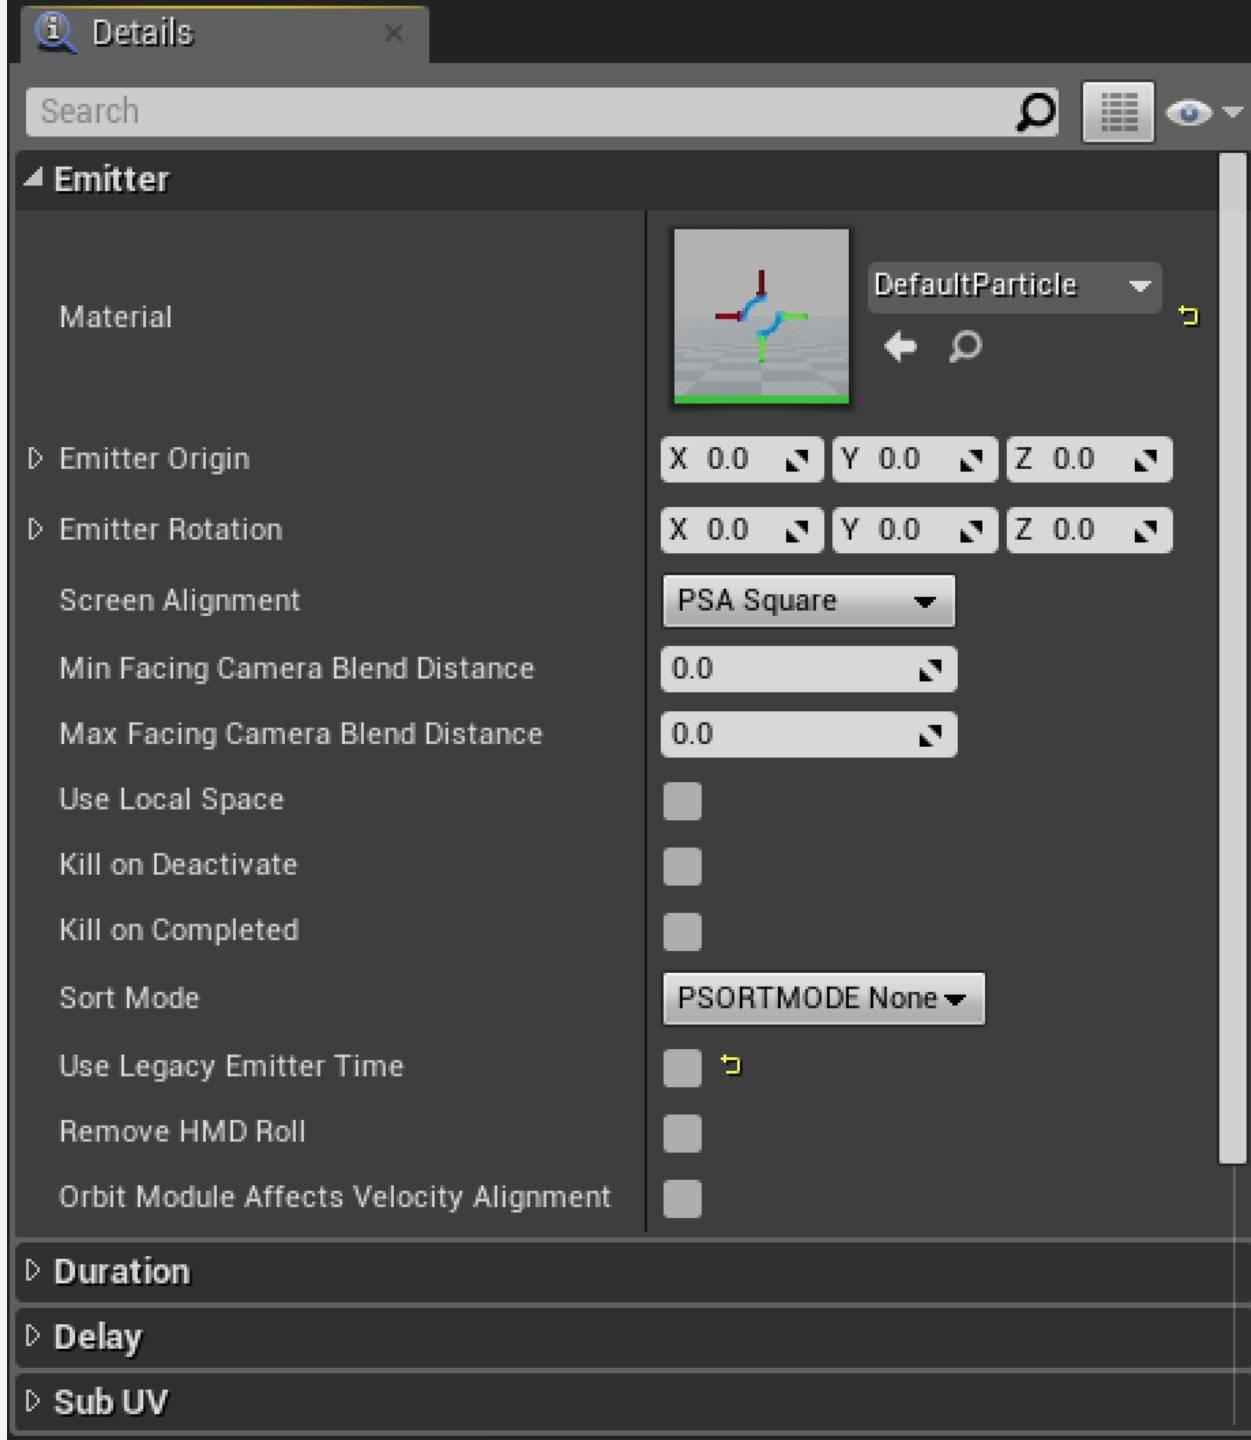 Details
Search
Emitter
Material
DefaultParticle
Emitter Origin X 0.0 Y 0.0 Z 0.0
Emitter Rotation X 0.0 Y 0.0 Z 0.0
Screen Alignment PSA Square
Min Facing Camera Blend Distance 0.0
Max Facing Camera Blend Distance 0.0
Use Local Space
Kill on Deactivate
Kill on Completed
Sort Mode PSORTMODE None
Use Legacy Emitter Time
Remove HMD Roll
Orbit Module Affects Velocity Alignment
Duration
Delay
Sub UV